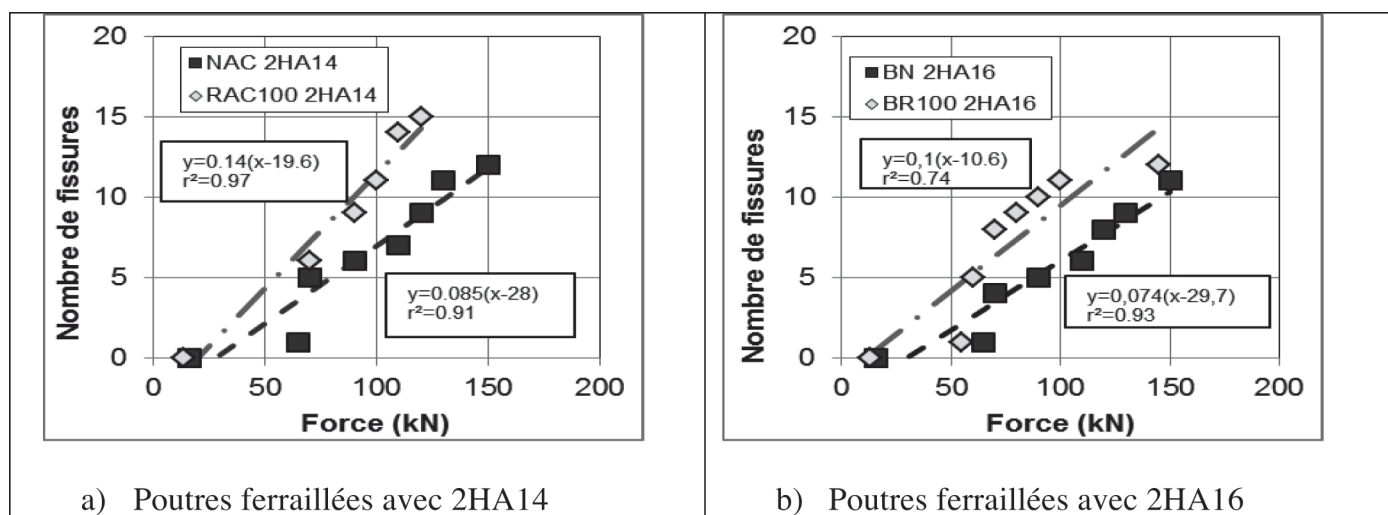 20
15
10
5
0
Nombre de fissures
NAC 2HA14
RAC100 2HA14
y=0.14(x-19.6)
r²=0.97
y=0.085(x-28)
r²=0.91
0 50 100 150 200
Force (kN)
a) Poutres ferraillées avec 2HA14
20
15
10
5
0
Nombre de fissures
BN 2HA16
BR100 2HA16
y=0,1(x-10.6)
r²=0.74
y=0,074(x-29,7)
r²=0.93
0 50 100 150 200
Force (kN)
b) Poutres ferraillées avec 2HA16